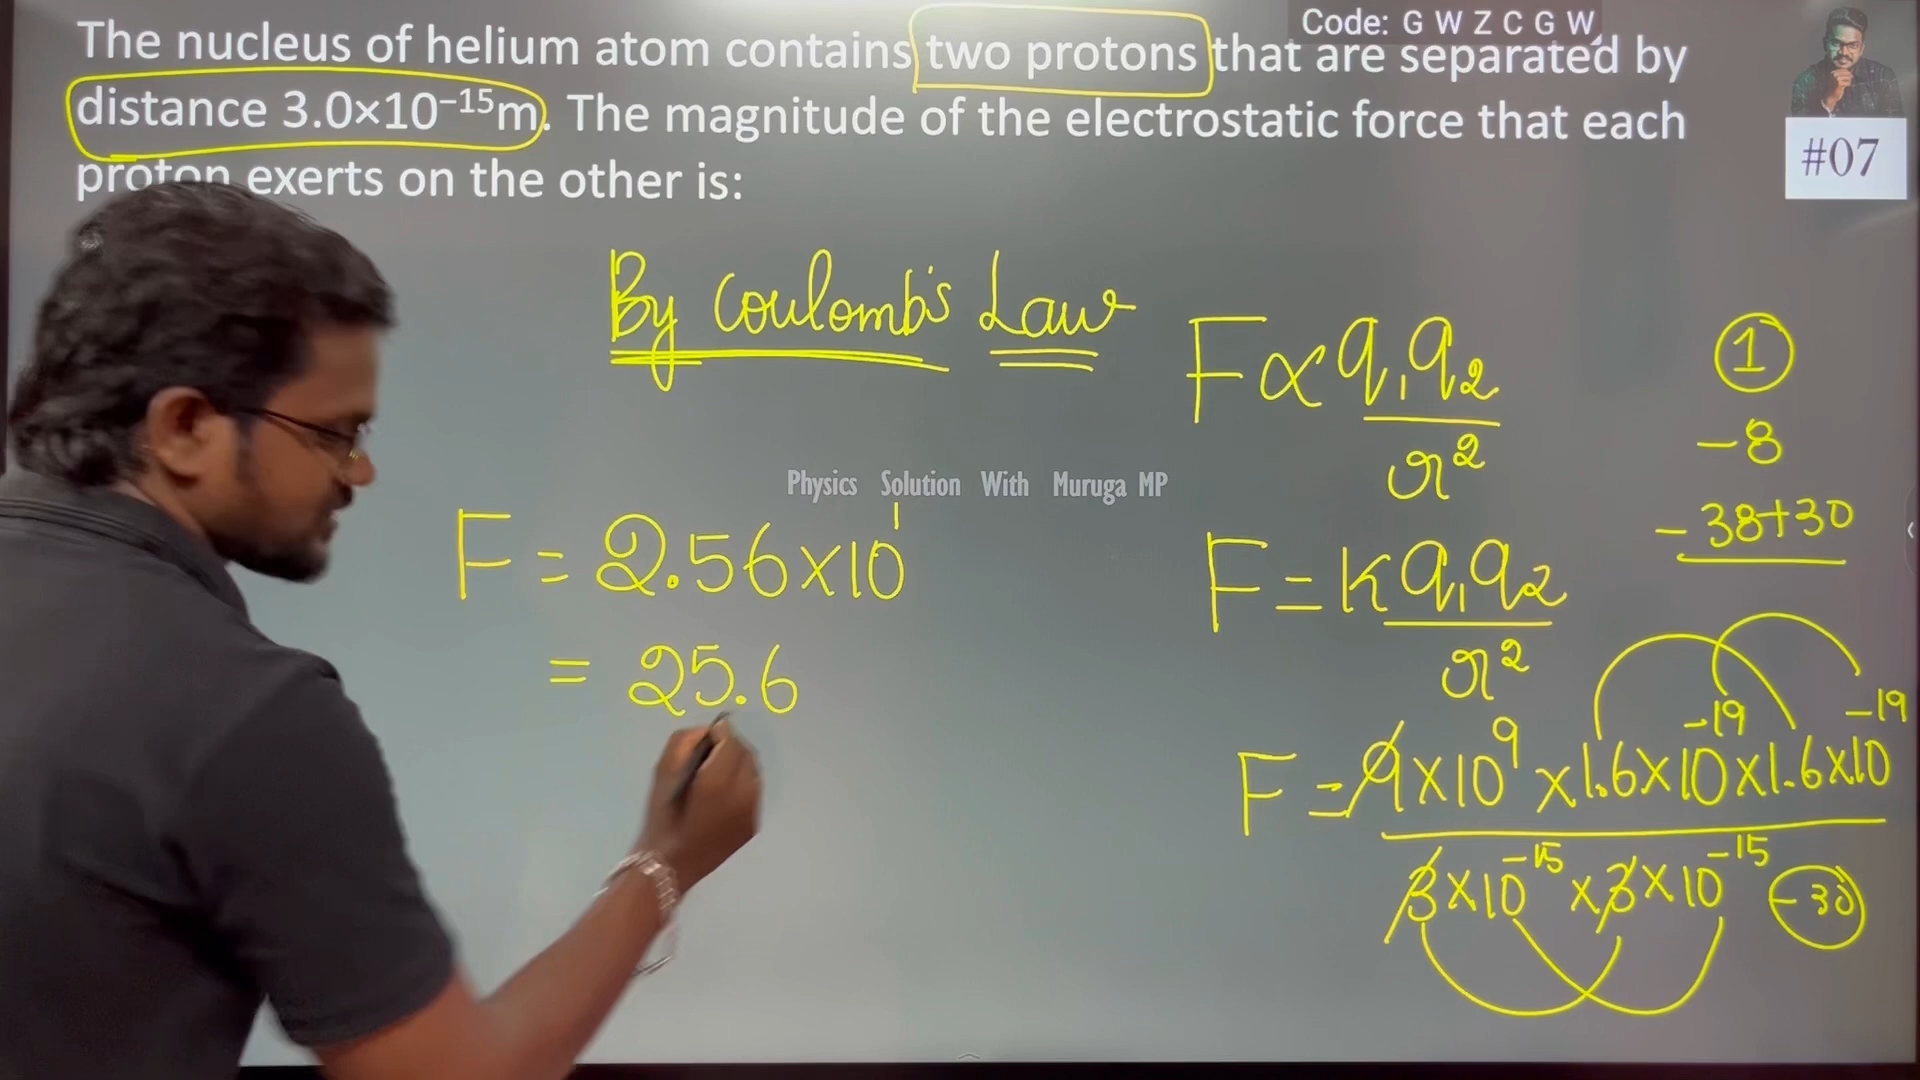 Code: G W Z C G W
The nucleus of helium atom contains two protons that are separated by
distance 3.0×10⁻¹⁵m. The magnitude of the electrostatic force that each
proton exerts on the other is:
#07
By Coulomb's Law
F ∝ q₁q₂
r²
1
-8
-38+30
Physics Solution With Muruga MP
F = 2.56×10¹
= 25.6
F = K q₁q₂
r²
F = 9×10⁹ × 1.6×10⁻¹⁹ × 1.6×10⁻¹⁹
3×10⁻¹⁵ × 3×10⁻¹⁵ -30